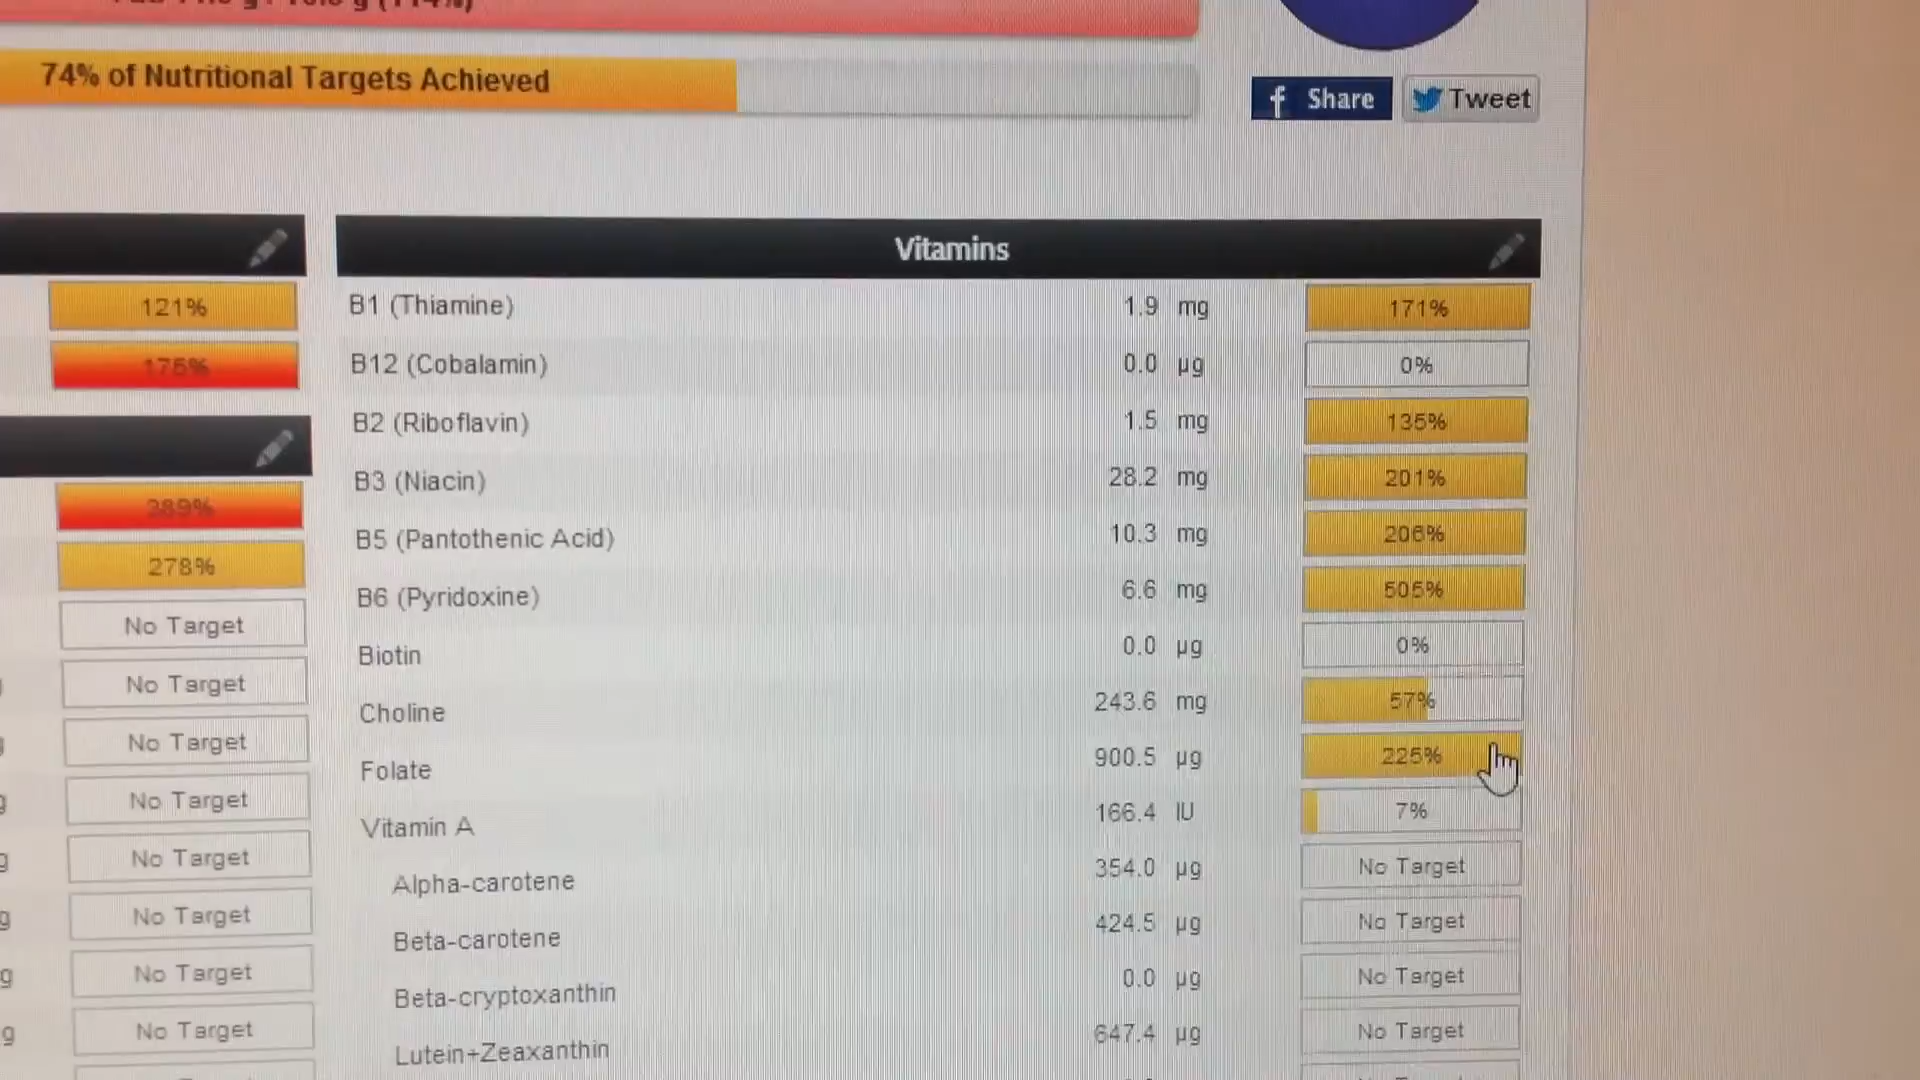 74% of Nutritional Targets Achieved
Share
Tweet
121%
175%
389%
278%
No Target
No Target
No Target
No Target
No Target
No Target
No Target
No Target
Vitamins
B1 (Thiamine) 1.9 mg 171%
B12 (Cobalamin) 0.0 µg 0%
B2 (Riboflavin) 1.5 mg 135%
B3 (Niacin) 28.2 mg 201%
B5 (Pantothenic Acid) 10.3 mg 206%
B6 (Pyridoxine) 6.6 mg 505%
Biotin 0.0 µg 0%
Choline 243.6 mg 57%
Folate 900.5 µg 225%
Vitamin A 166.4 IU 7%
Alpha-carotene 354.0 µg No Target
Beta-carotene 424.5 µg No Target
Beta-cryptoxanthin 0.0 µg No Target
Lutein+Zeaxanthin 647.4 µg No Target